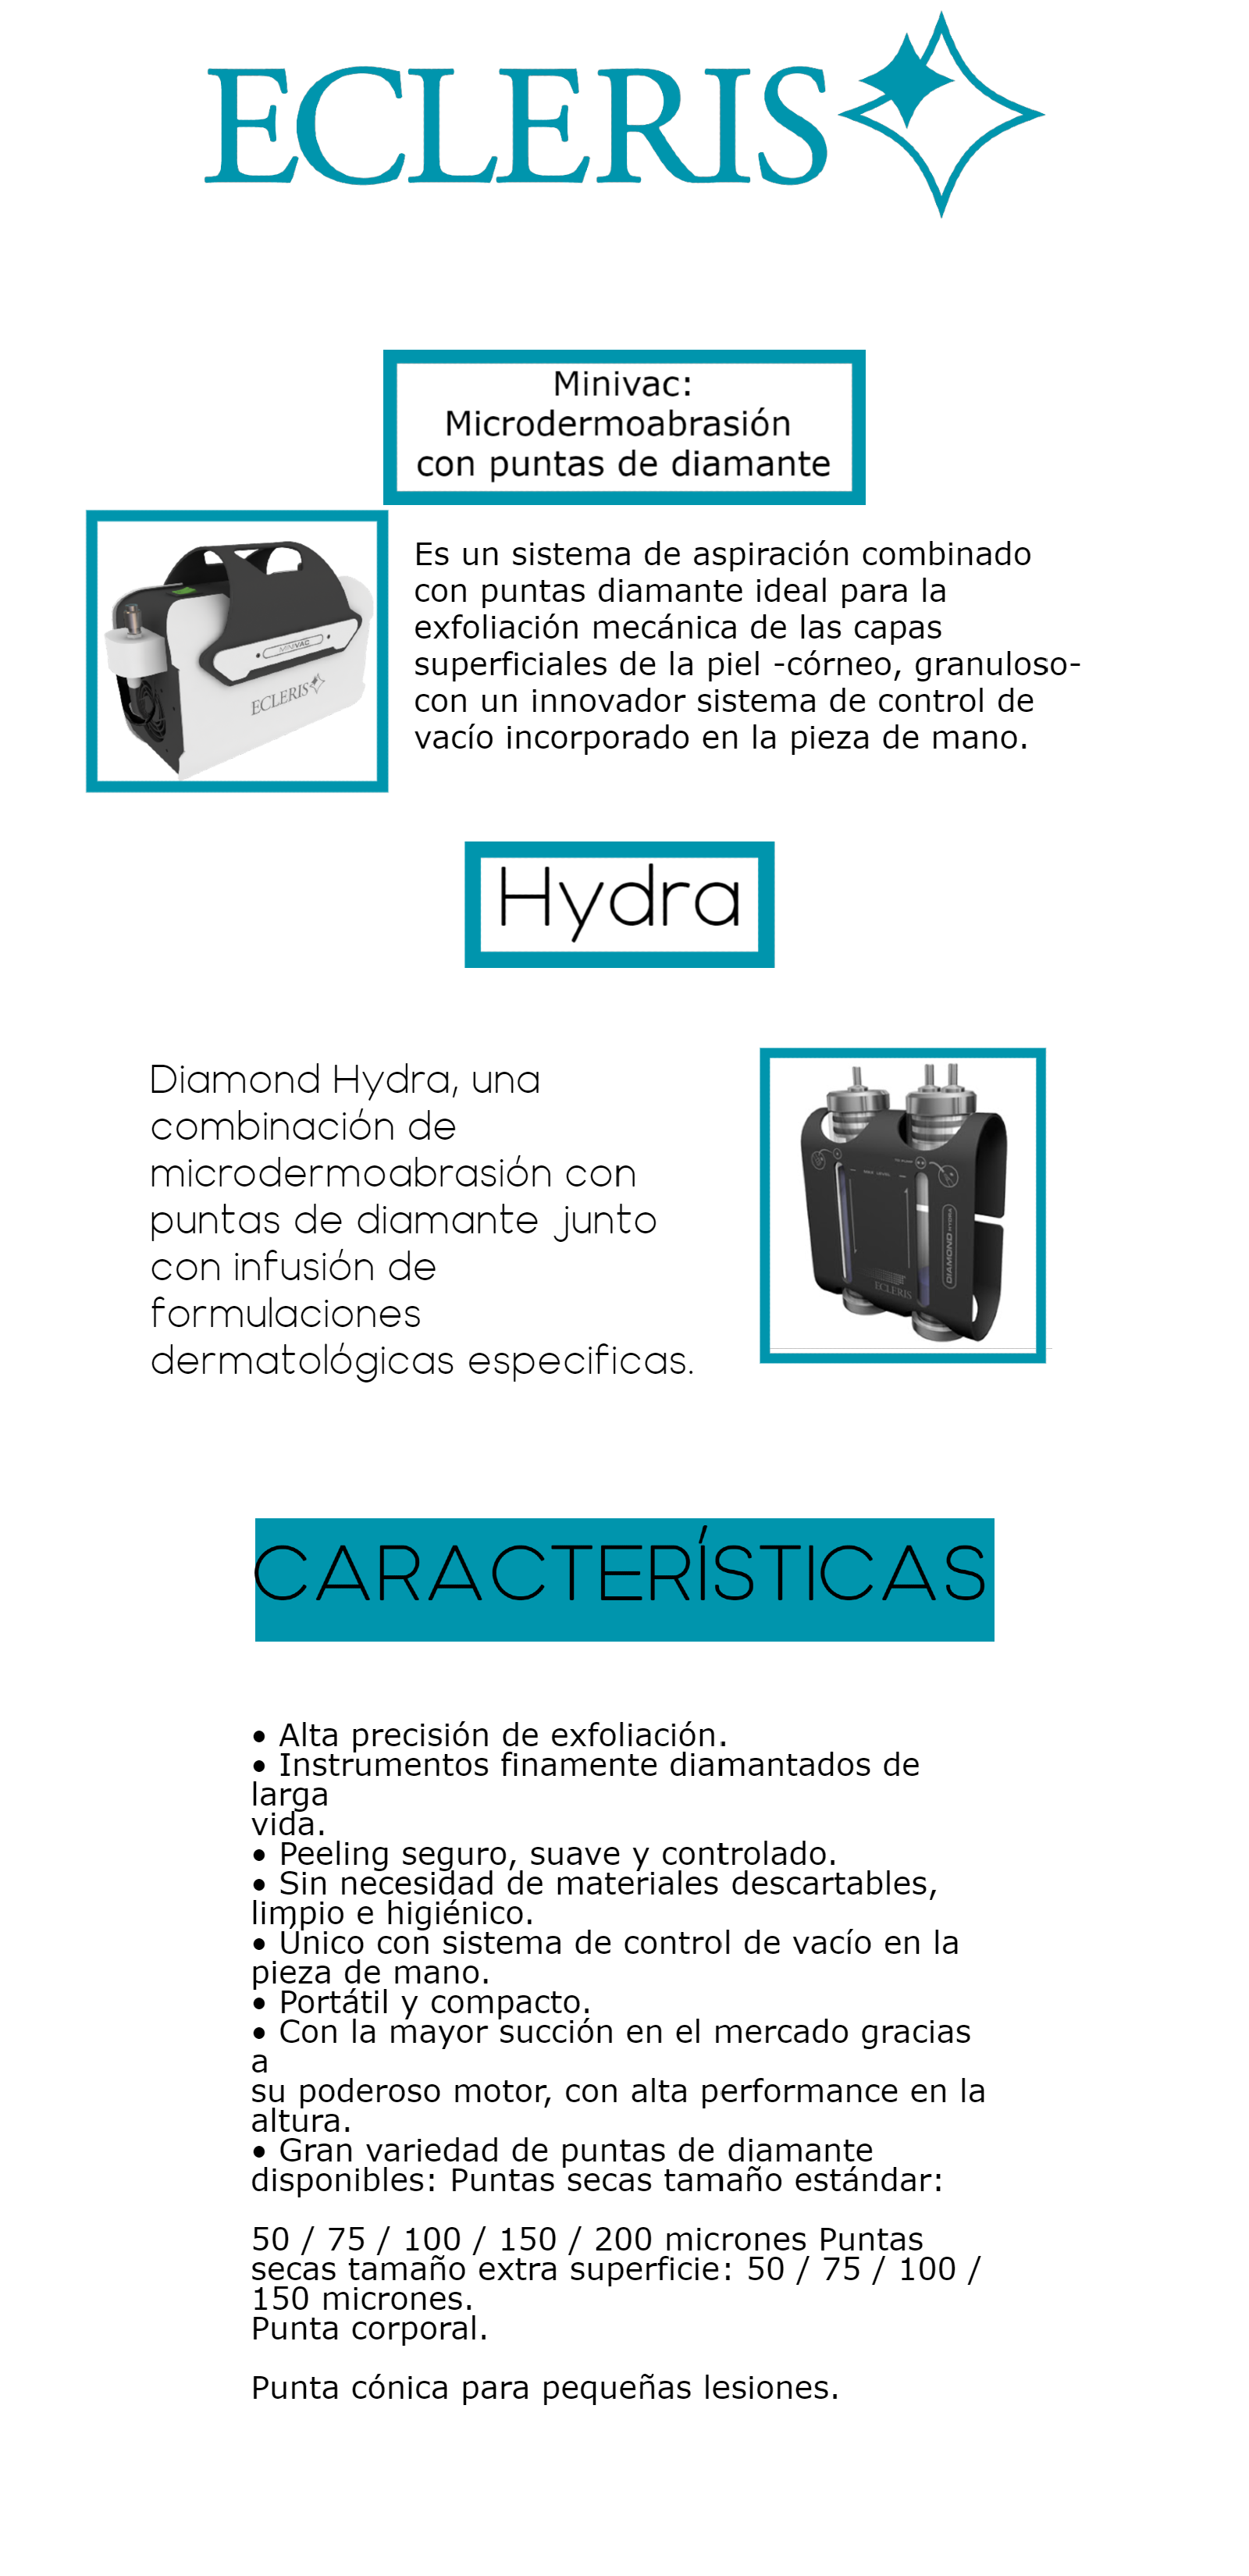 ECLERIS
Minivac:
Microdermoabrasión
con puntas de diamante
MINIVAC
ECLERIS
Es un sistema de aspiración combinado
con puntas diamante ideal para la
exfoliación mecánica de las capas
superficiales de la piel -córneo, granuloso-
con un innovador sistema de control de
vacío incorporado en la pieza de mano.
Hydra
Diamond Hydra, una
combinación de
microdermoabrasión con
puntas de diamante junto
con infusión de
formulaciones
dermatológicas especificas.
DIAMOND HYDRA
ECLERIS
CARACTERÍSTICAS
• Alta precisión de exfoliación.
• Instrumentos finamente diamantados de
larga
vida.
• Peeling seguro, suave y controlado.
• Sin necesidad de materiales descartables,
limpio e higiénico.
• Único con sistema de control de vacío en la
pieza de mano.
• Portátil y compacto.
• Con la mayor succión en el mercado gracias
a
su poderoso motor, con alta performance en la
altura.
• Gran variedad de puntas de diamante
disponibles: Puntas secas tamaño estándar:
50 / 75 / 100 / 150 / 200 micrones Puntas
secas tamaño extra superficie: 50 / 75 / 100 /
150 micrones.
Punta corporal.
Punta cónica para pequeñas lesiones.